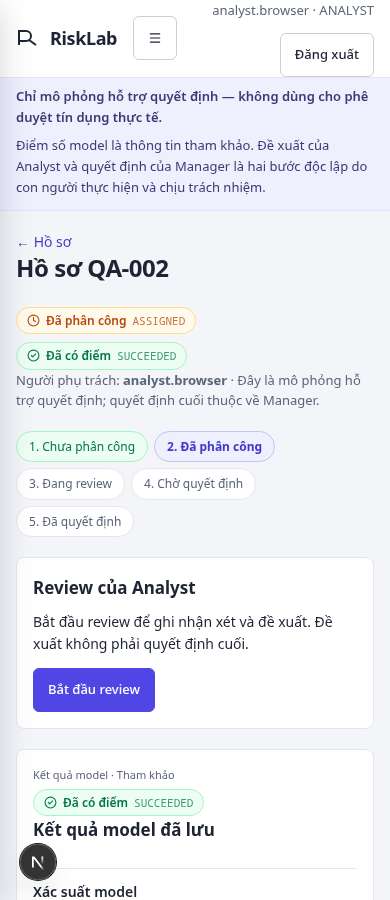 analyst.browser · ANALYST
RiskLab
Đăng xuất
Chỉ mô phỏng hỗ trợ quyết định — không dùng cho phê
duyệt tín dụng thực tế.
Điểm số model là thông tin tham khảo. Đề xuất của
Analyst và quyết định của Manager là hai bước độc lập do
con người thực hiện và chịu trách nhiệm.
← Hồ sơ
Hồ sơ QA-002
Đã phân công ASSIGNED
Đã có điểm SUCCEEDED
Người phụ trách: analyst.browser · Đây là mô phỏng hỗ
trợ quyết định; quyết định cuối thuộc về Manager.
1. Chưa phân công 2. Đã phân công
3. Đang review 4. Chờ quyết định
5. Đã quyết định
Review của Analyst
Bắt đầu review để ghi nhận xét và đề xuất. Đề
xuất không phải quyết định cuối.
Bắt đầu review
Kết quả model · Tham khảo
Đã có điểm SUCCEEDED
Kết quả model đã lưu
N
Xác suất model